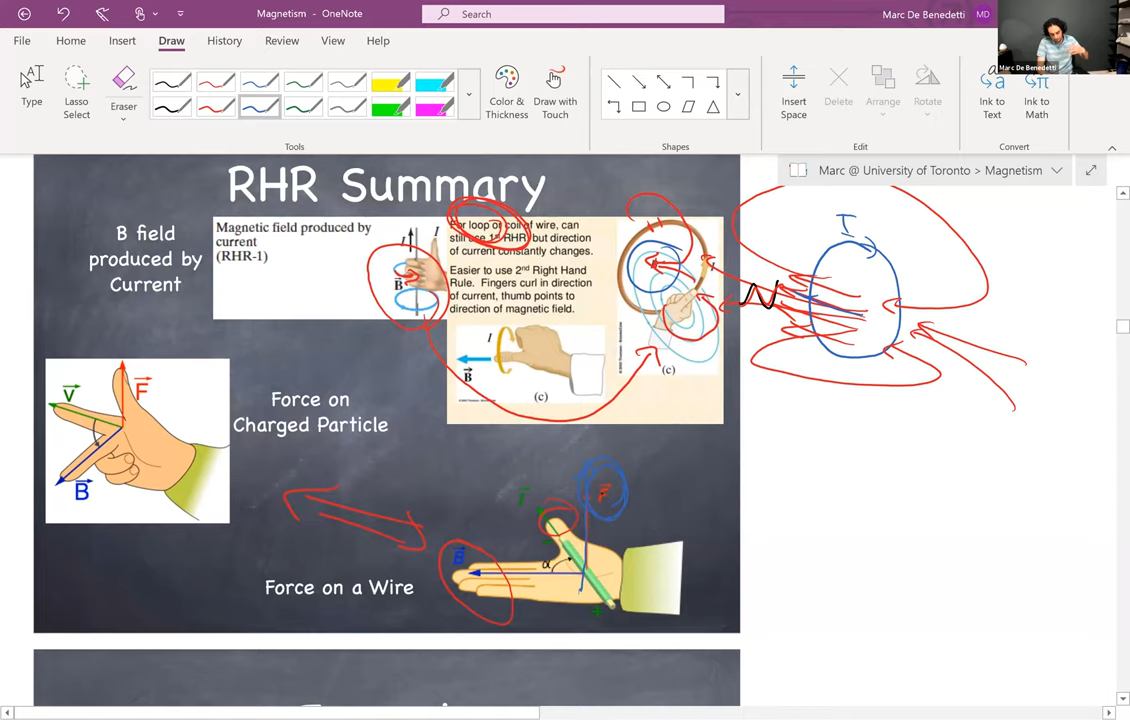 Magnetism - OneNote
Search
Marc De Benedetti
MD
File
Home
Insert
Draw
History
Review
View
Help
Type
Lasso
Select
Eraser
Color &
Thickness
Draw with
Touch
Insert
Space
Delete
Arrange
Rotate
Ink to
Text
Ink to
Math
Tools
Shapes
Edit
Convert
Marc De Benedetti
Marc @ University of Toronto > Magnetism
RHR Summary
B field
produced by
Current
Magnetic field produced by
current
(RHR-1)
I
B
For loop or coil of wire, can
still use 1st RHR, but direction
of current constantly changes.
Easier to use 2nd Right Hand
Rule. Fingers curl in direction
of current, thumb points to
direction of magnetic field.
I
B
(c)
(c)
I
V
F
B
Force on
Charged Particle
I
F
B
α
Force on a Wire